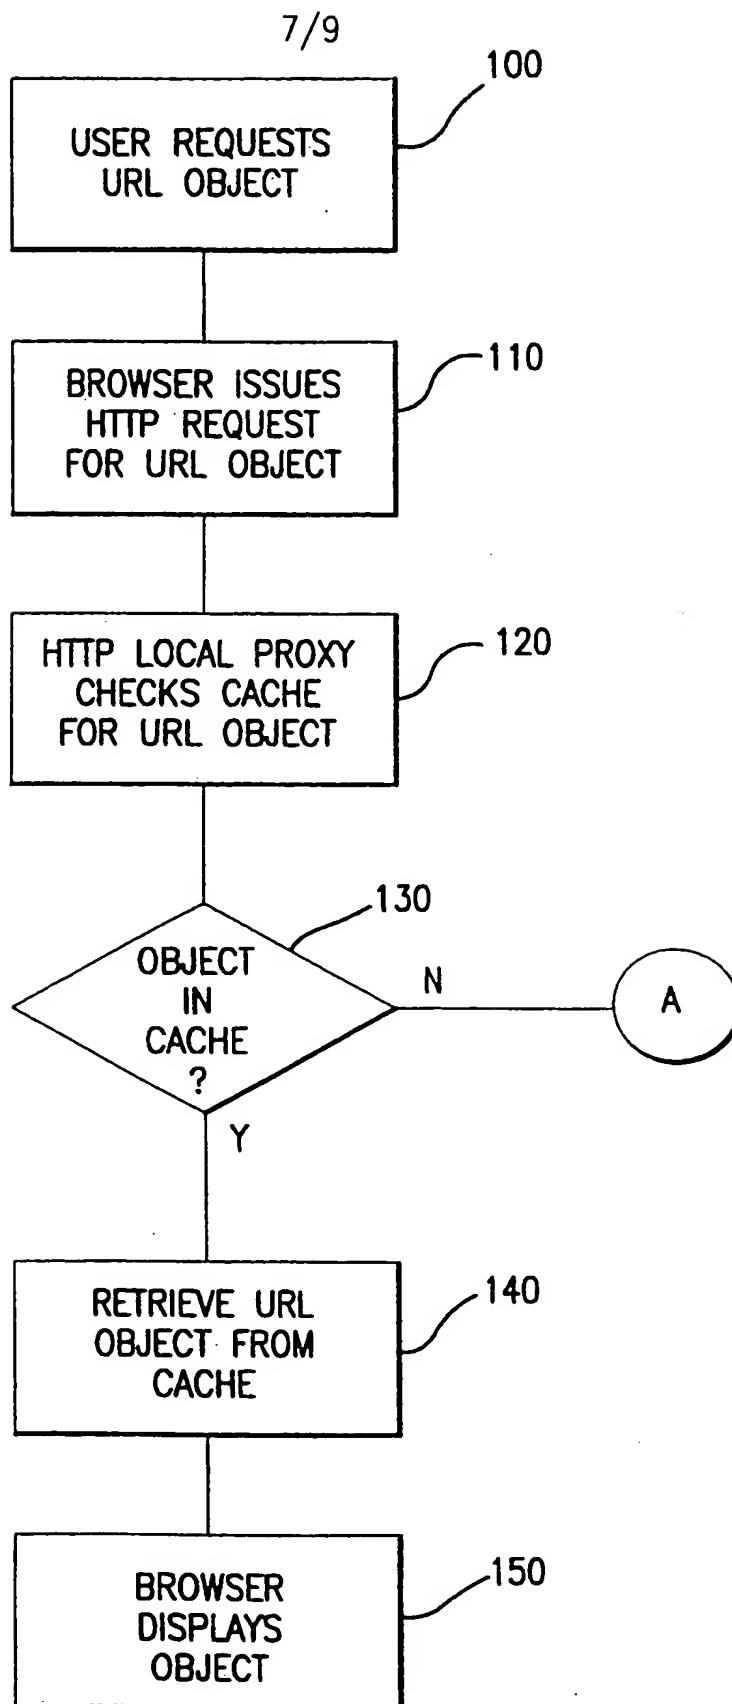 7/9
100
USER REQUESTS
URL OBJECT
110
BROWSER ISSUES
HTTP REQUEST
FOR URL OBJECT
120
HTTP LOCAL PROXY
CHECKS CACHE
FOR URL OBJECT
130
OBJECT
IN
CACHE
?
N
A
Y
140
RETRIEVE URL
OBJECT FROM
CACHE
150
BROWSER
DISPLAYS
OBJECT